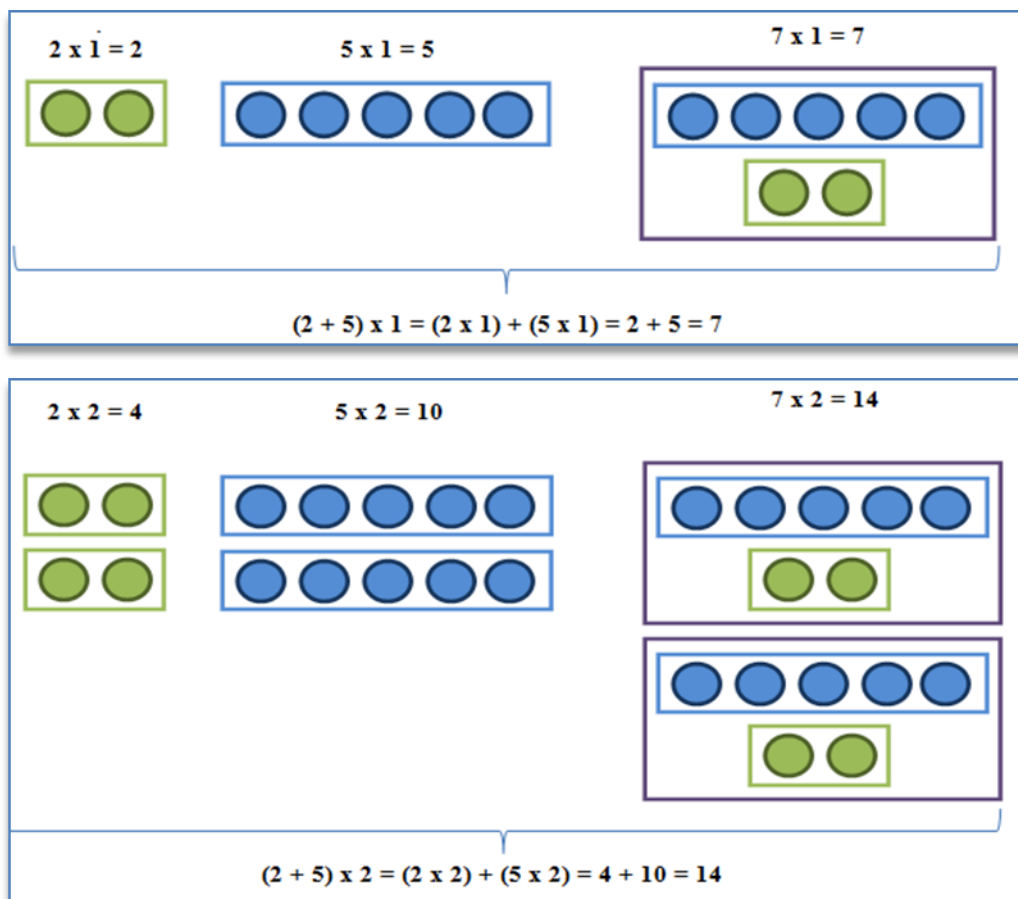 2 x 1 = 2
5 x 1 = 5
7 x 1 = 7
(2 + 5) x 1 = (2 x 1) + (5 x 1) = 2 + 5 = 7
2 x 2 = 4
5 x 2 = 10
7 x 2 = 14
(2 + 5) x 2 = (2 x 2) + (5 x 2) = 4 + 10 = 14